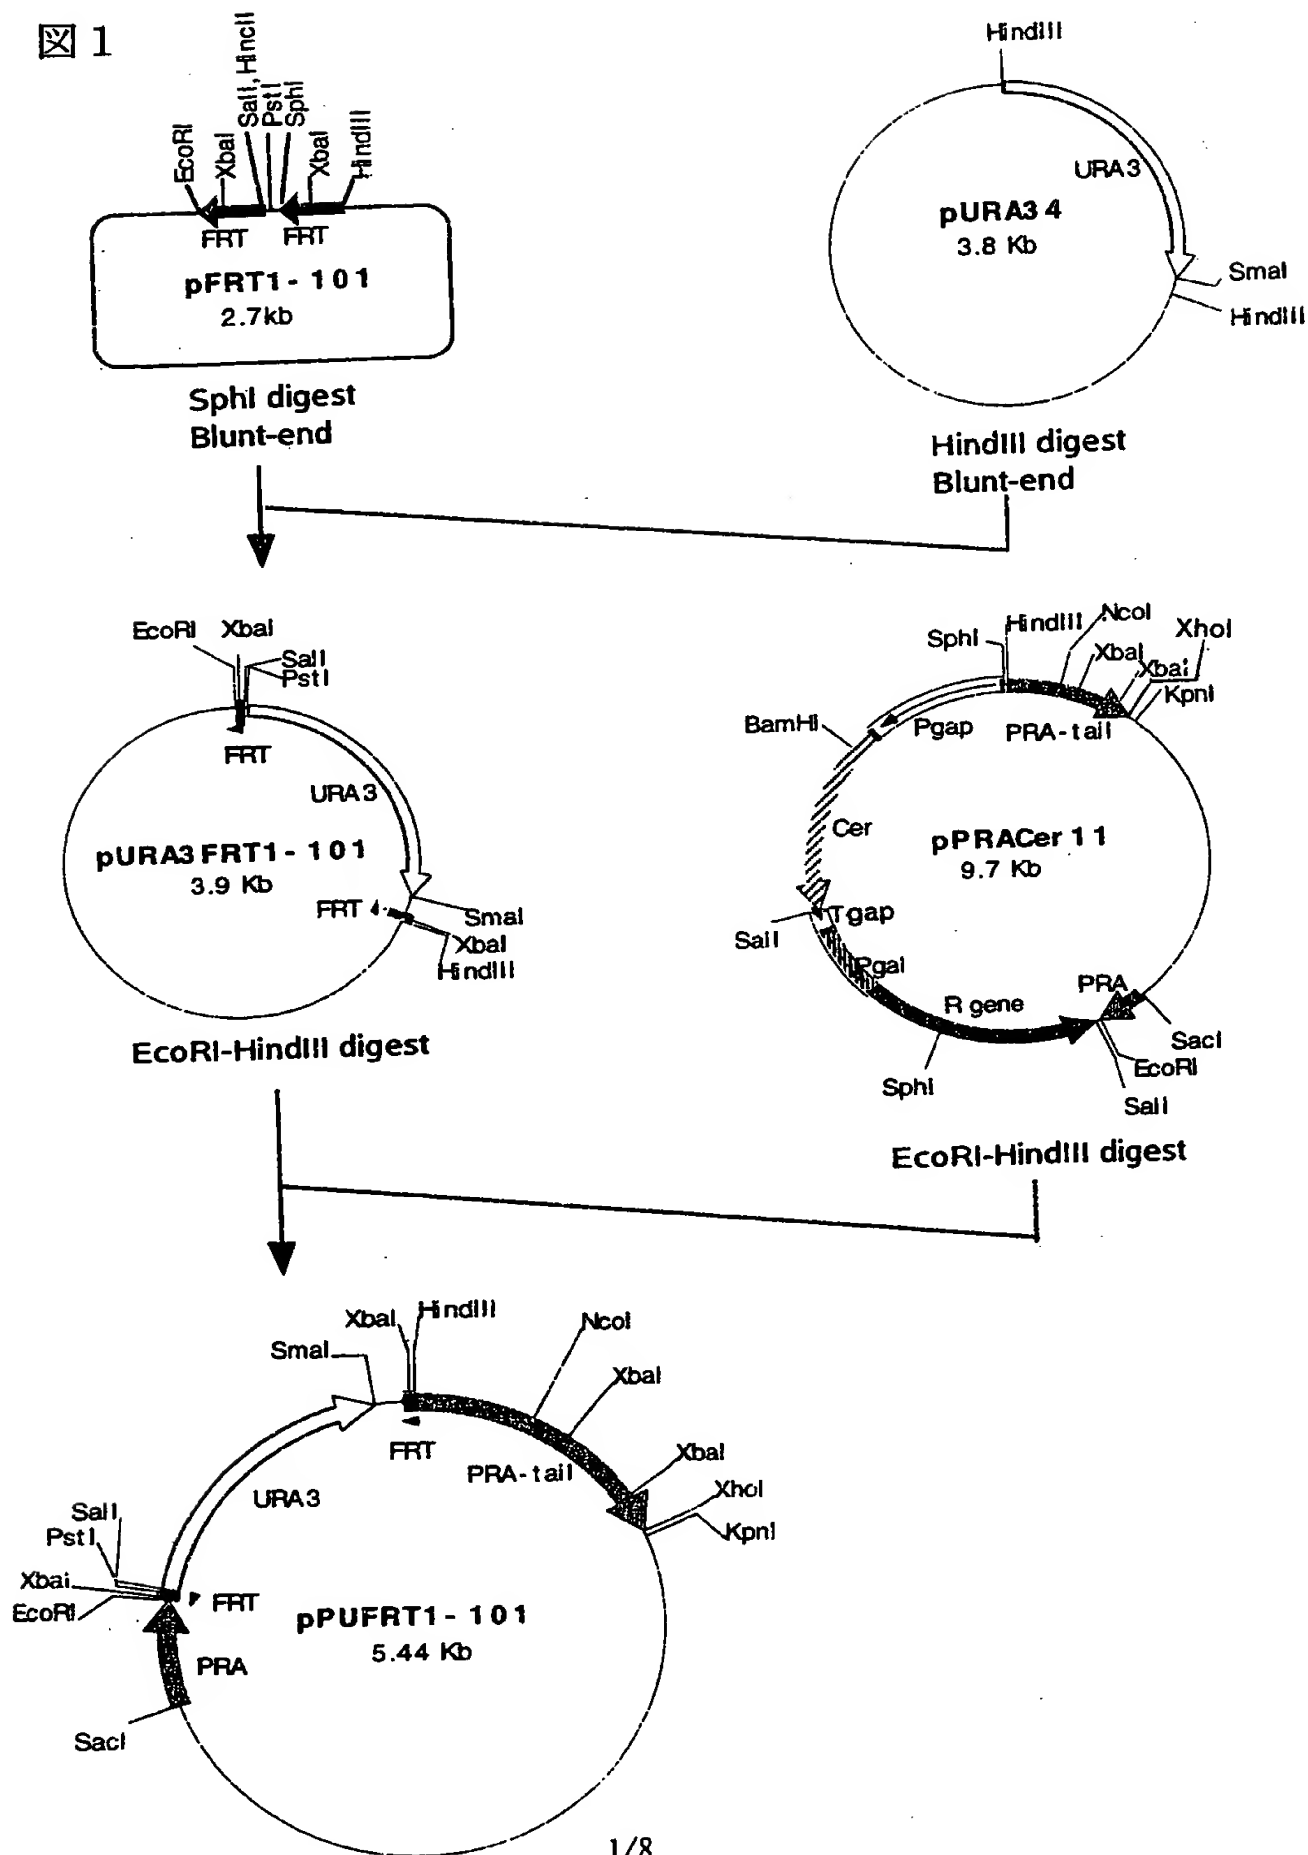 図 1
EcoRI
XbaI
SalI, HincII
PstI
SphI
XbaI
HindIII
FRT
FRT
pFRT1-101
2.7kb
SphI digest
Blunt-end
HindIII
URA3
pURA34
3.8 Kb
SmaI
HindIII
HindIII digest
Blunt-end
EcoRI
XbaI
SalI
PstI
FRT
URA3
pURA3FRT1-101
3.9 Kb
FRT
SmaI
XbaI
HindIII
EcoRI-HindIII digest
SphI
HindIII
NcoI
XbaI
XhoI
XbaI
KpnI
BamHI
Pgap
PRA-tail
Cer
pPRACer11
9.7 Kb
SalI
Tgap
Pgal
R gene
PRA
SacI
EcoRI
SalI
SphI
EcoRI-HindIII digest
XbaI
HindIII
NcoI
SmaI
XbaI
FRT
PRA-tail
XbaI
XhoI
KpnI
URA3
SalI
PstI
XbaI
EcoRI
FRT
pPUFRT1-101
5.44 Kb
PRA
SacI
1/8